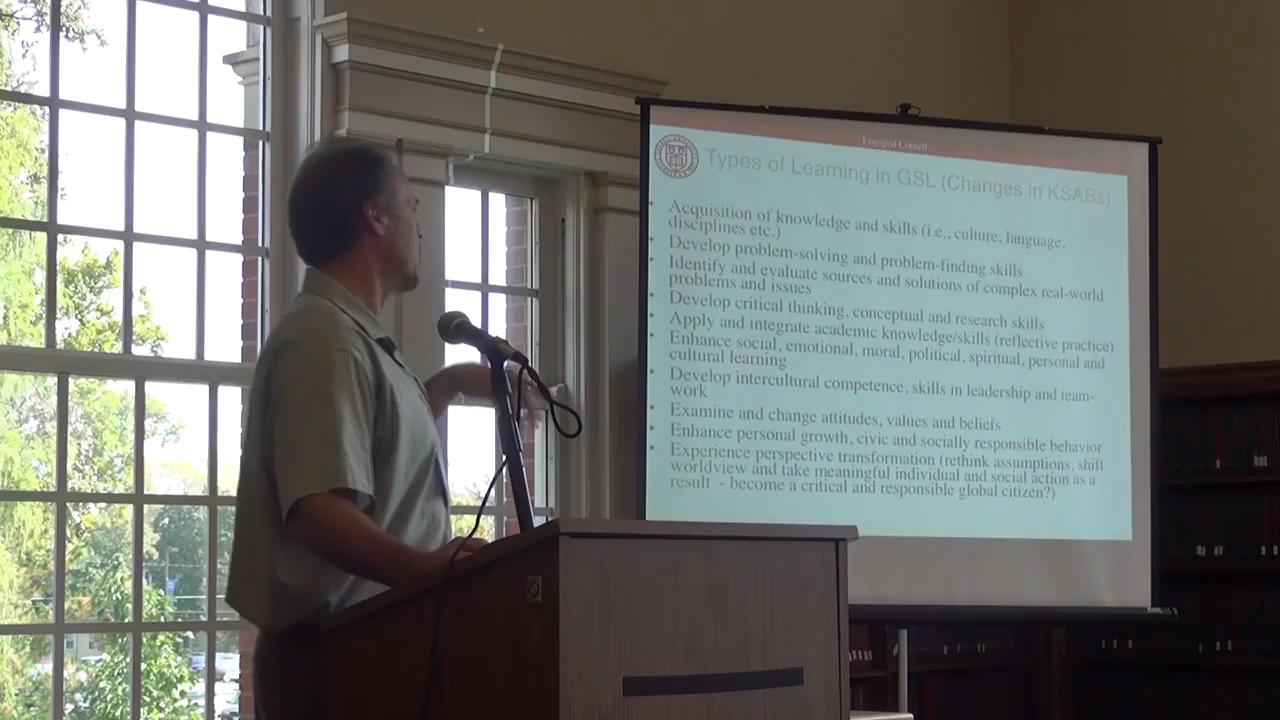 Engaged Cornell
Types of Learning in GSL (Changes in KSABs)
• Acquisition of knowledge and skills (i.e., culture, language,
disciplines etc.)
• Develop problem-solving and problem-finding skills
• Identify and evaluate sources and solutions of complex real-world
problems and issues
• Develop critical thinking, conceptual and research skills
• Apply and integrate academic knowledge/skills (reflective practice)
• Enhance social, emotional, moral, political, spiritual, personal and
cultural learning
• Develop intercultural competence, skills in leadership and team-
work
• Examine and change attitudes, values and beliefs
• Enhance personal growth, civic and socially responsible behavior
• Experience perspective transformation (rethink assumptions, shift
worldview and take meaningful individual and social action as a
result - become a critical and responsible global citizen?)